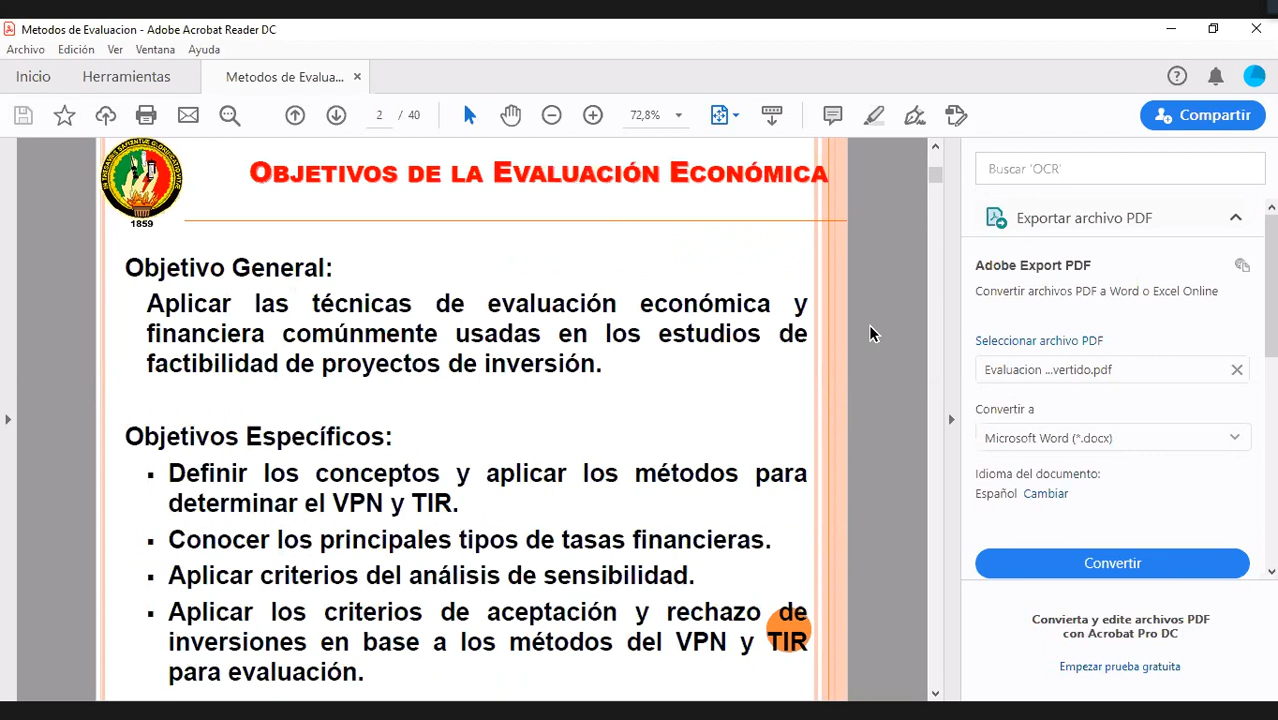 Metodos de Evaluacion - Adobe Acrobat Reader DC
Archivo Edición Ver Ventana Ayuda
Inicio Herramientas Metodos de Evalua...
2 / 40 72,8% Compartir
OBJETIVOS DE LA EVALUACIÓN ECONÓMICA
1859
Objetivo General:
Aplicar las técnicas de evaluación económica y
financiera comúnmente usadas en los estudios de
factibilidad de proyectos de inversión.
Objetivos Específicos:
▪ Definir los conceptos y aplicar los métodos para
determinar el VPN y TIR.
▪ Conocer los principales tipos de tasas financieras.
▪ Aplicar criterios del análisis de sensibilidad.
▪ Aplicar los criterios de aceptación y rechazo de
inversiones en base a los métodos del VPN y TIR
para evaluación.
Buscar 'OCR'
Exportar archivo PDF
Adobe Export PDF
Convertir archivos PDF a Word o Excel Online
Seleccionar archivo PDF
Evaluacion ...vertido.pdf
Convertir a
Microsoft Word (*.docx)
Idioma del documento:
Español Cambiar
Convertir
Convierta y edite archivos PDF
con Acrobat Pro DC
Empezar prueba gratuita